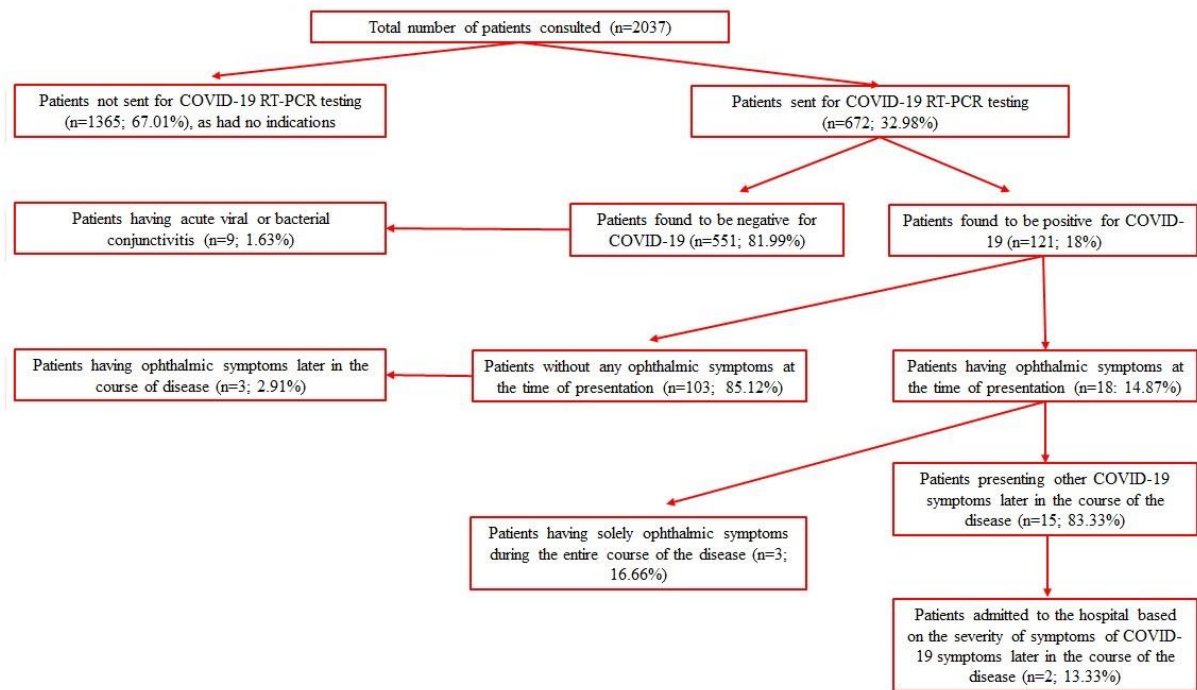 Total number of patients consulted (n=2037)
Patients not sent for COVID-19 RT-PCR testing
(n=1365; 67.01%), as had no indications
Patients sent for COVID-19 RT-PCR testing
(n=672; 32.98%)
Patients having acute viral or bacterial
conjunctivitis (n=9; 1.63%)
Patients found to be negative for
COVID-19 (n=551; 81.99%)
Patients found to be positive for COVID-
19 (n=121; 18%)
Patients having ophthalmic symptoms later in the
course of disease (n=3; 2.91%)
Patients without any ophthalmic symptoms at
the time of presentation (n=103; 85.12%)
Patients having ophthalmic symptoms at
the time of presentation (n=18: 14.87%)
Patients presenting other COVID-19
symptoms later in the course of the
disease (n=15; 83.33%)
Patients having solely ophthalmic symptoms
during the entire course of the disease (n=3;
16.66%)
Patients admitted to the hospital based
on the severity of symptoms of COVID-
19 symptoms later in the course of the
disease (n=2; 13.33%)